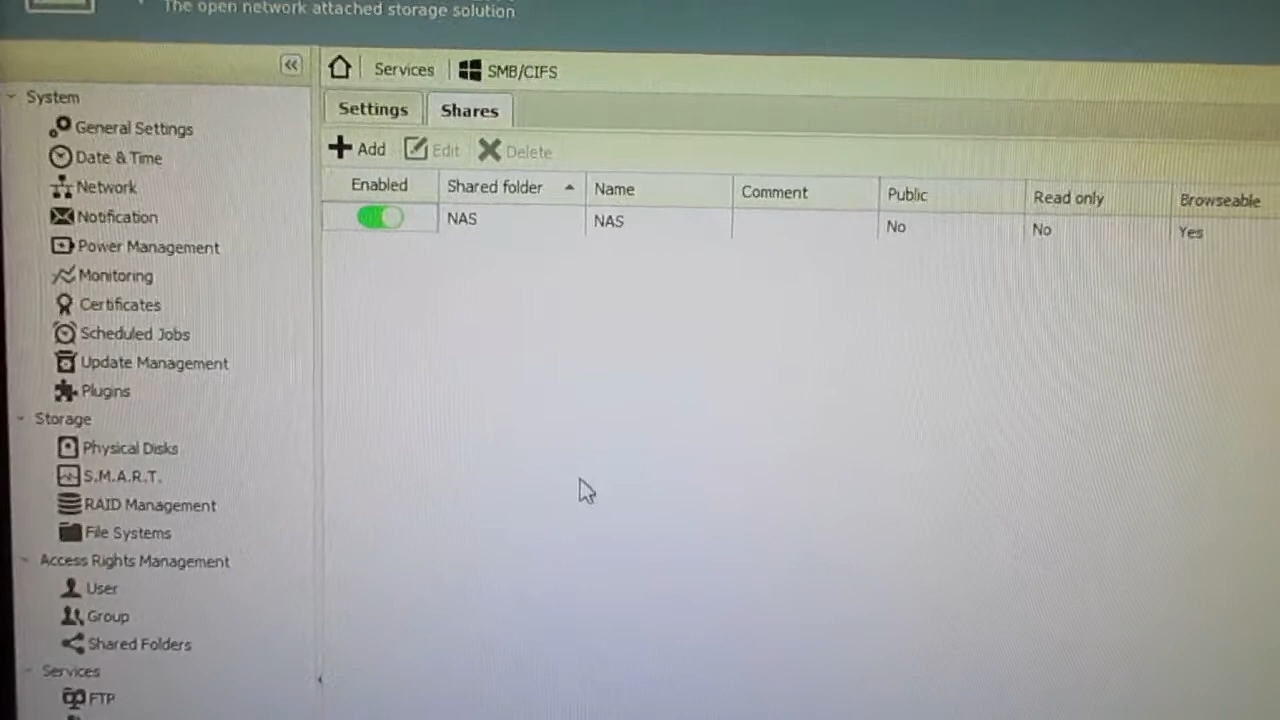 The open network attached storage solution
Services SMB/CIFS
Settings Shares
Add Edit Delete
Enabled Shared folder Name Comment Public Read only Browseable
NAS NAS No No Yes
System
General Settings
Date & Time
Network
Notification
Power Management
Monitoring
Certificates
Scheduled Jobs
Update Management
Plugins
Storage
Physical Disks
S.M.A.R.T.
RAID Management
File Systems
Access Rights Management
User
Group
Shared Folders
Services
FTP